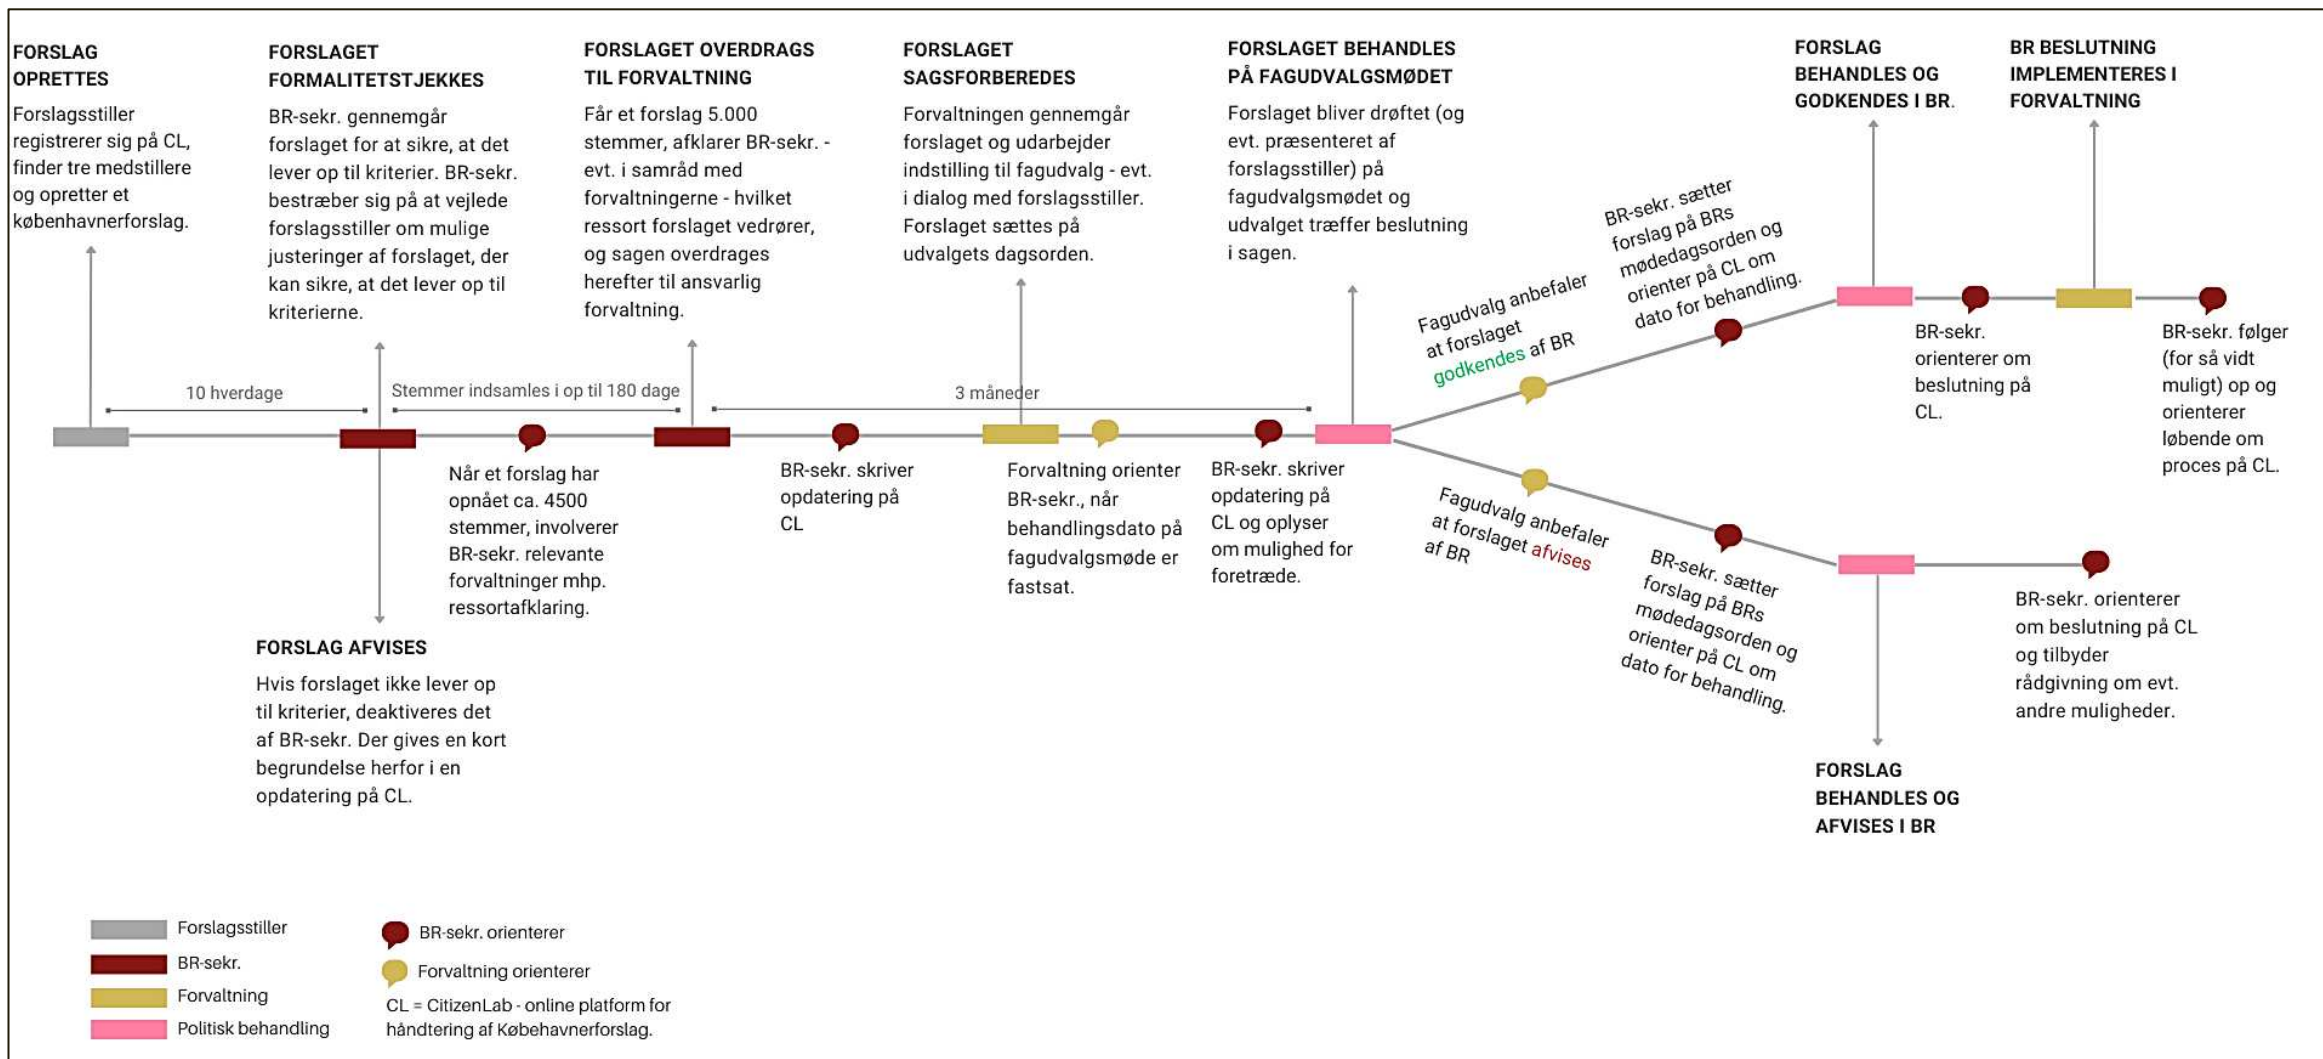 FORSLAG
OPRETTES
Forslagsstiller
registrerer sig på CL,
finder tre medstillere
og opretter et
københavnerforslag.
FORSLAGET
FORMALITETSTJEKKES
BR-sekr. gennemgår
forslaget for at sikre, at det
lever op til kriterier. BR-sekr.
bestræber sig på at vejlede
forslagsstiller om mulige
justeringer af forslaget, der
kan sikre, at det lever op til
kriterierne.
FORSLAGET OVERDRAGS
TIL FORVALTNING
Får et forslag 5.000
stemmer, afklarer BR-sekr. -
evt. i samråd med
forvaltningerne - hvilket
ressort forslaget vedrører,
og sagen overdrages
herefter til ansvarlig
forvaltning.
FORSLAGET
SAGSFORBEREDES
Forvaltningen gennemgår
forslaget og udarbejder
indstilling til fagudvalg - evt.
i dialog med forslagsstiller.
Forslaget sættes på
udvalgets dagsorden.
FORSLAGET BEHANDLES
PÅ FAGUDVALGSMØDET
Forslaget bliver drøftet (og
evt. præsenteret af
forslagsstiller) på
fagudvalgsmødet og
udvalget træffer beslutning
i sagen.
FORSLAG
BEHANDLES OG
GODKENDES I BR.
BR BESLUTNING
IMPLEMENTERES I
FORVALTNING
10 hverdage
Stemmer indsamles i op til 180 dage
3 måneder
Fagudvalg anbefaler
at forslaget
godkendes af BR
BR-sekr. sætter
forslag på BRs
mødedagsorden og
orienter på CL om
dato for behandling.
BR-sekr.
orienterer om
beslutning på
CL.
BR-sekr. følger
(for så vidt
muligt) op og
orienterer
løbende om
proces på CL.
Når et forslag har
opnået ca. 4500
stemmer, involverer
BR-sekr. relevante
forvaltninger mhp.
ressortafklaring.
BR-sekr. skriver
opdatering på
CL
Forvaltning orienter
BR-sekr., når
behandlingsdato på
fagudvalgsmøde er
fastsat.
BR-sekr. skriver
opdatering på
CL og oplyser
om mulighed for
foretræde.
Fagudvalg anbefaler
at forslaget afvises
af BR
BR-sekr. sætter
forslag på BRs
mødedagsorden og
orienter på CL om
dato for behandling.
BR-sekr. orienterer
om beslutning på CL
og tilbyder
rådgivning om evt.
andre muligheder.
FORSLAG AFVISES
Hvis forslaget ikke lever op
til kriterier, deaktiveres det
af BR-sekr. Der gives en kort
begrundelse herfor i en
opdatering på CL.
FORSLAG
BEHANDLES OG
AFVISES I BR
Forslagsstiller
BR-sekr.
Forvaltning
Politisk behandling
BR-sekr. orienterer
Forvaltning orienterer
CL = CitizenLab - online platform for
håndtering af Købehavnerforslag.